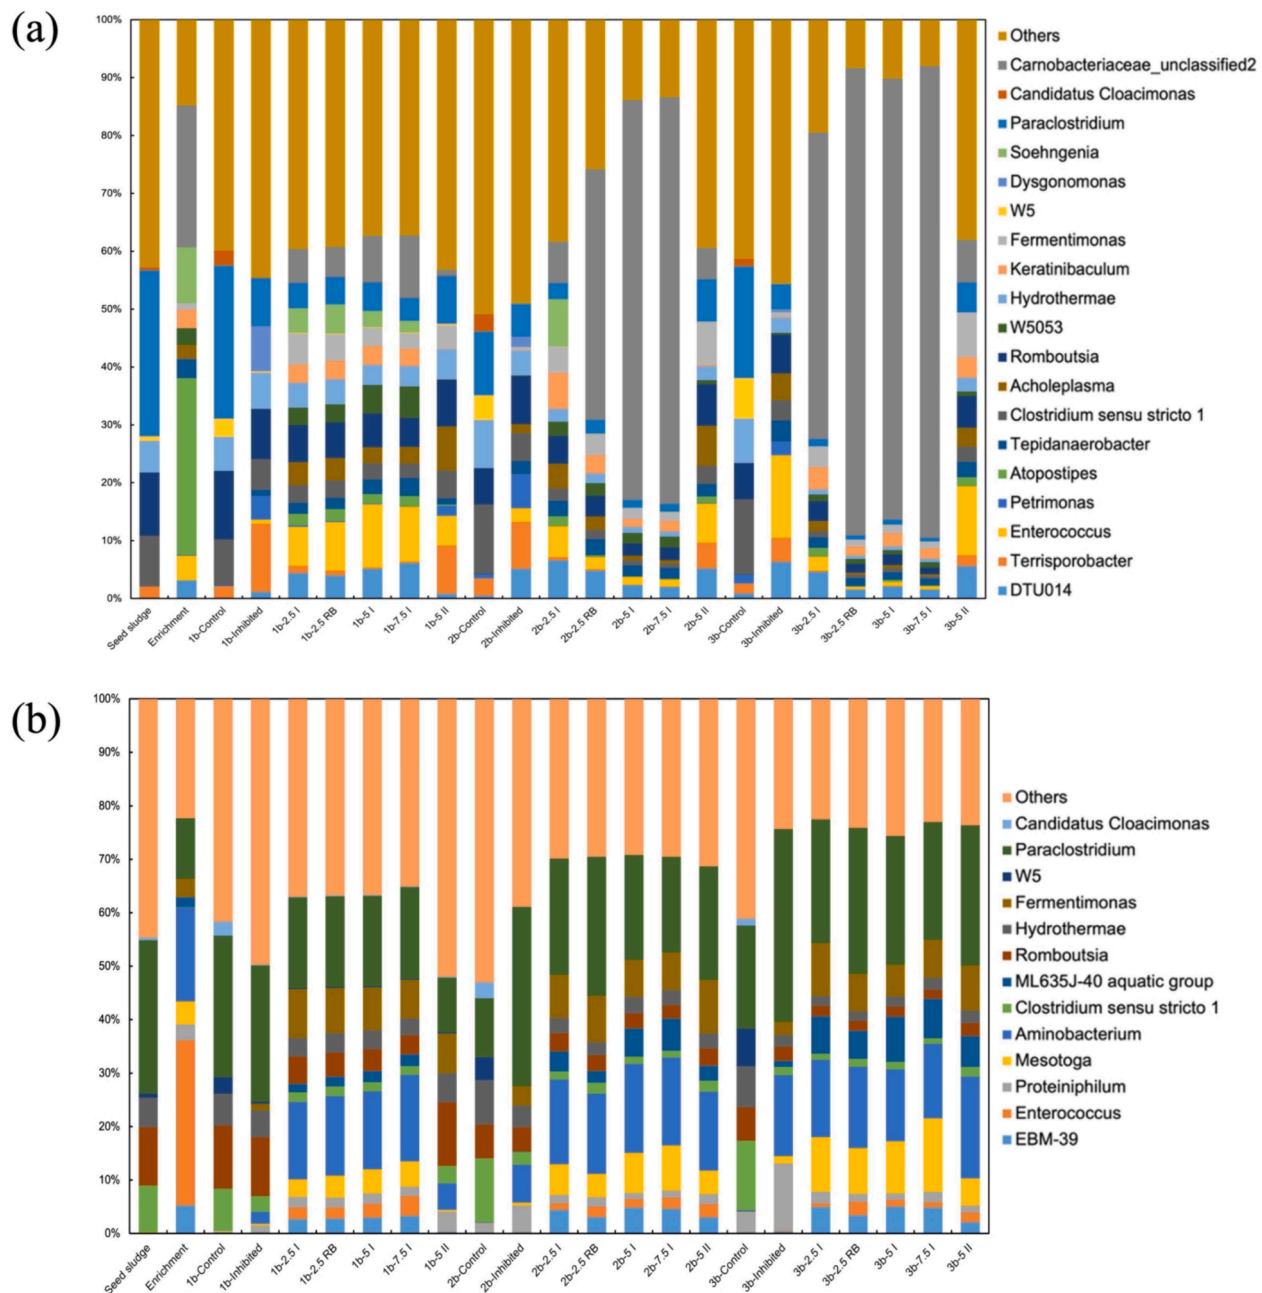 (a)
100%
90%
80%
70%
60%
50%
40%
30%
20%
10%
0%
Seed sludge
Enrichment
1b-Control
1b-Inhibited
1b-2.5 I
1b-2.5 RB
1b-5 I
1b-7.5 I
1b-5 II
2b-Control
2b-Inhibited
2b-2.5 I
2b-2.5 RB
2b-5 I
2b-7.5 I
2b-5 II
3b-Control
3b-Inhibited
3b-2.5 I
3b-2.5 RB
3b-5 I
3b-7.5 I
3b-5 II
Others
Carnobacteriaceae_unclassified2
Candidatus Cloacimonas
Paraclostridium
Soehngenia
Dysgonomonas
W5
Fermentimonas
Keratinibaculum
Hydrothermae
W5053
Romboutsia
Acholeplasma
Clostridium sensu stricto 1
Tepidanaerobacter
Atopostipes
Petrimonas
Enterococcus
Terrisporobacter
DTU014
(b)
100%
90%
80%
70%
60%
50%
40%
30%
20%
10%
0%
Seed sludge
Enrichment
1b-Control
1b-Inhibited
1b-2.5 I
1b-2.5 RB
1b-5 I
1b-7.5 I
1b-5 II
2b-Control
2b-Inhibited
2b-2.5 I
2b-2.5 RB
2b-5 I
2b-7.5 I
2b-5 II
3b-Control
3b-Inhibited
3b-2.5 I
3b-2.5 RB
3b-5 I
3b-7.5 I
3b-5 II
Others
Candidatus Cloacimonas
Paraclostridium
W5
Fermentimonas
Hydrothermae
Romboutsia
ML635J-40 aquatic group
Clostridium sensu stricto 1
Aminobacterium
Mesotoga
Proteiniphilum
Enterococcus
EBM-39